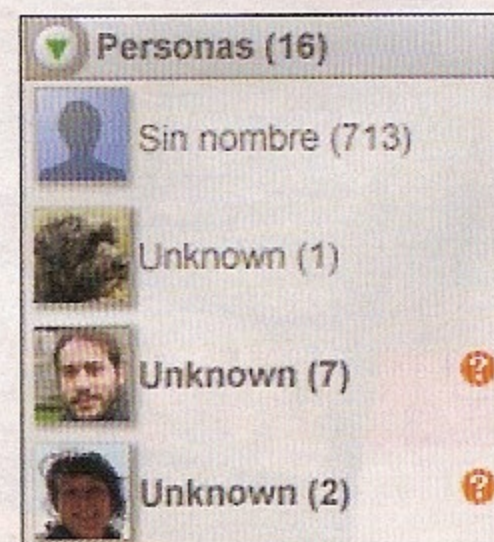 Personas (16)
Sin nombre (713)
Unknown (1)
Unknown (7)
?
Unknown (2)
?